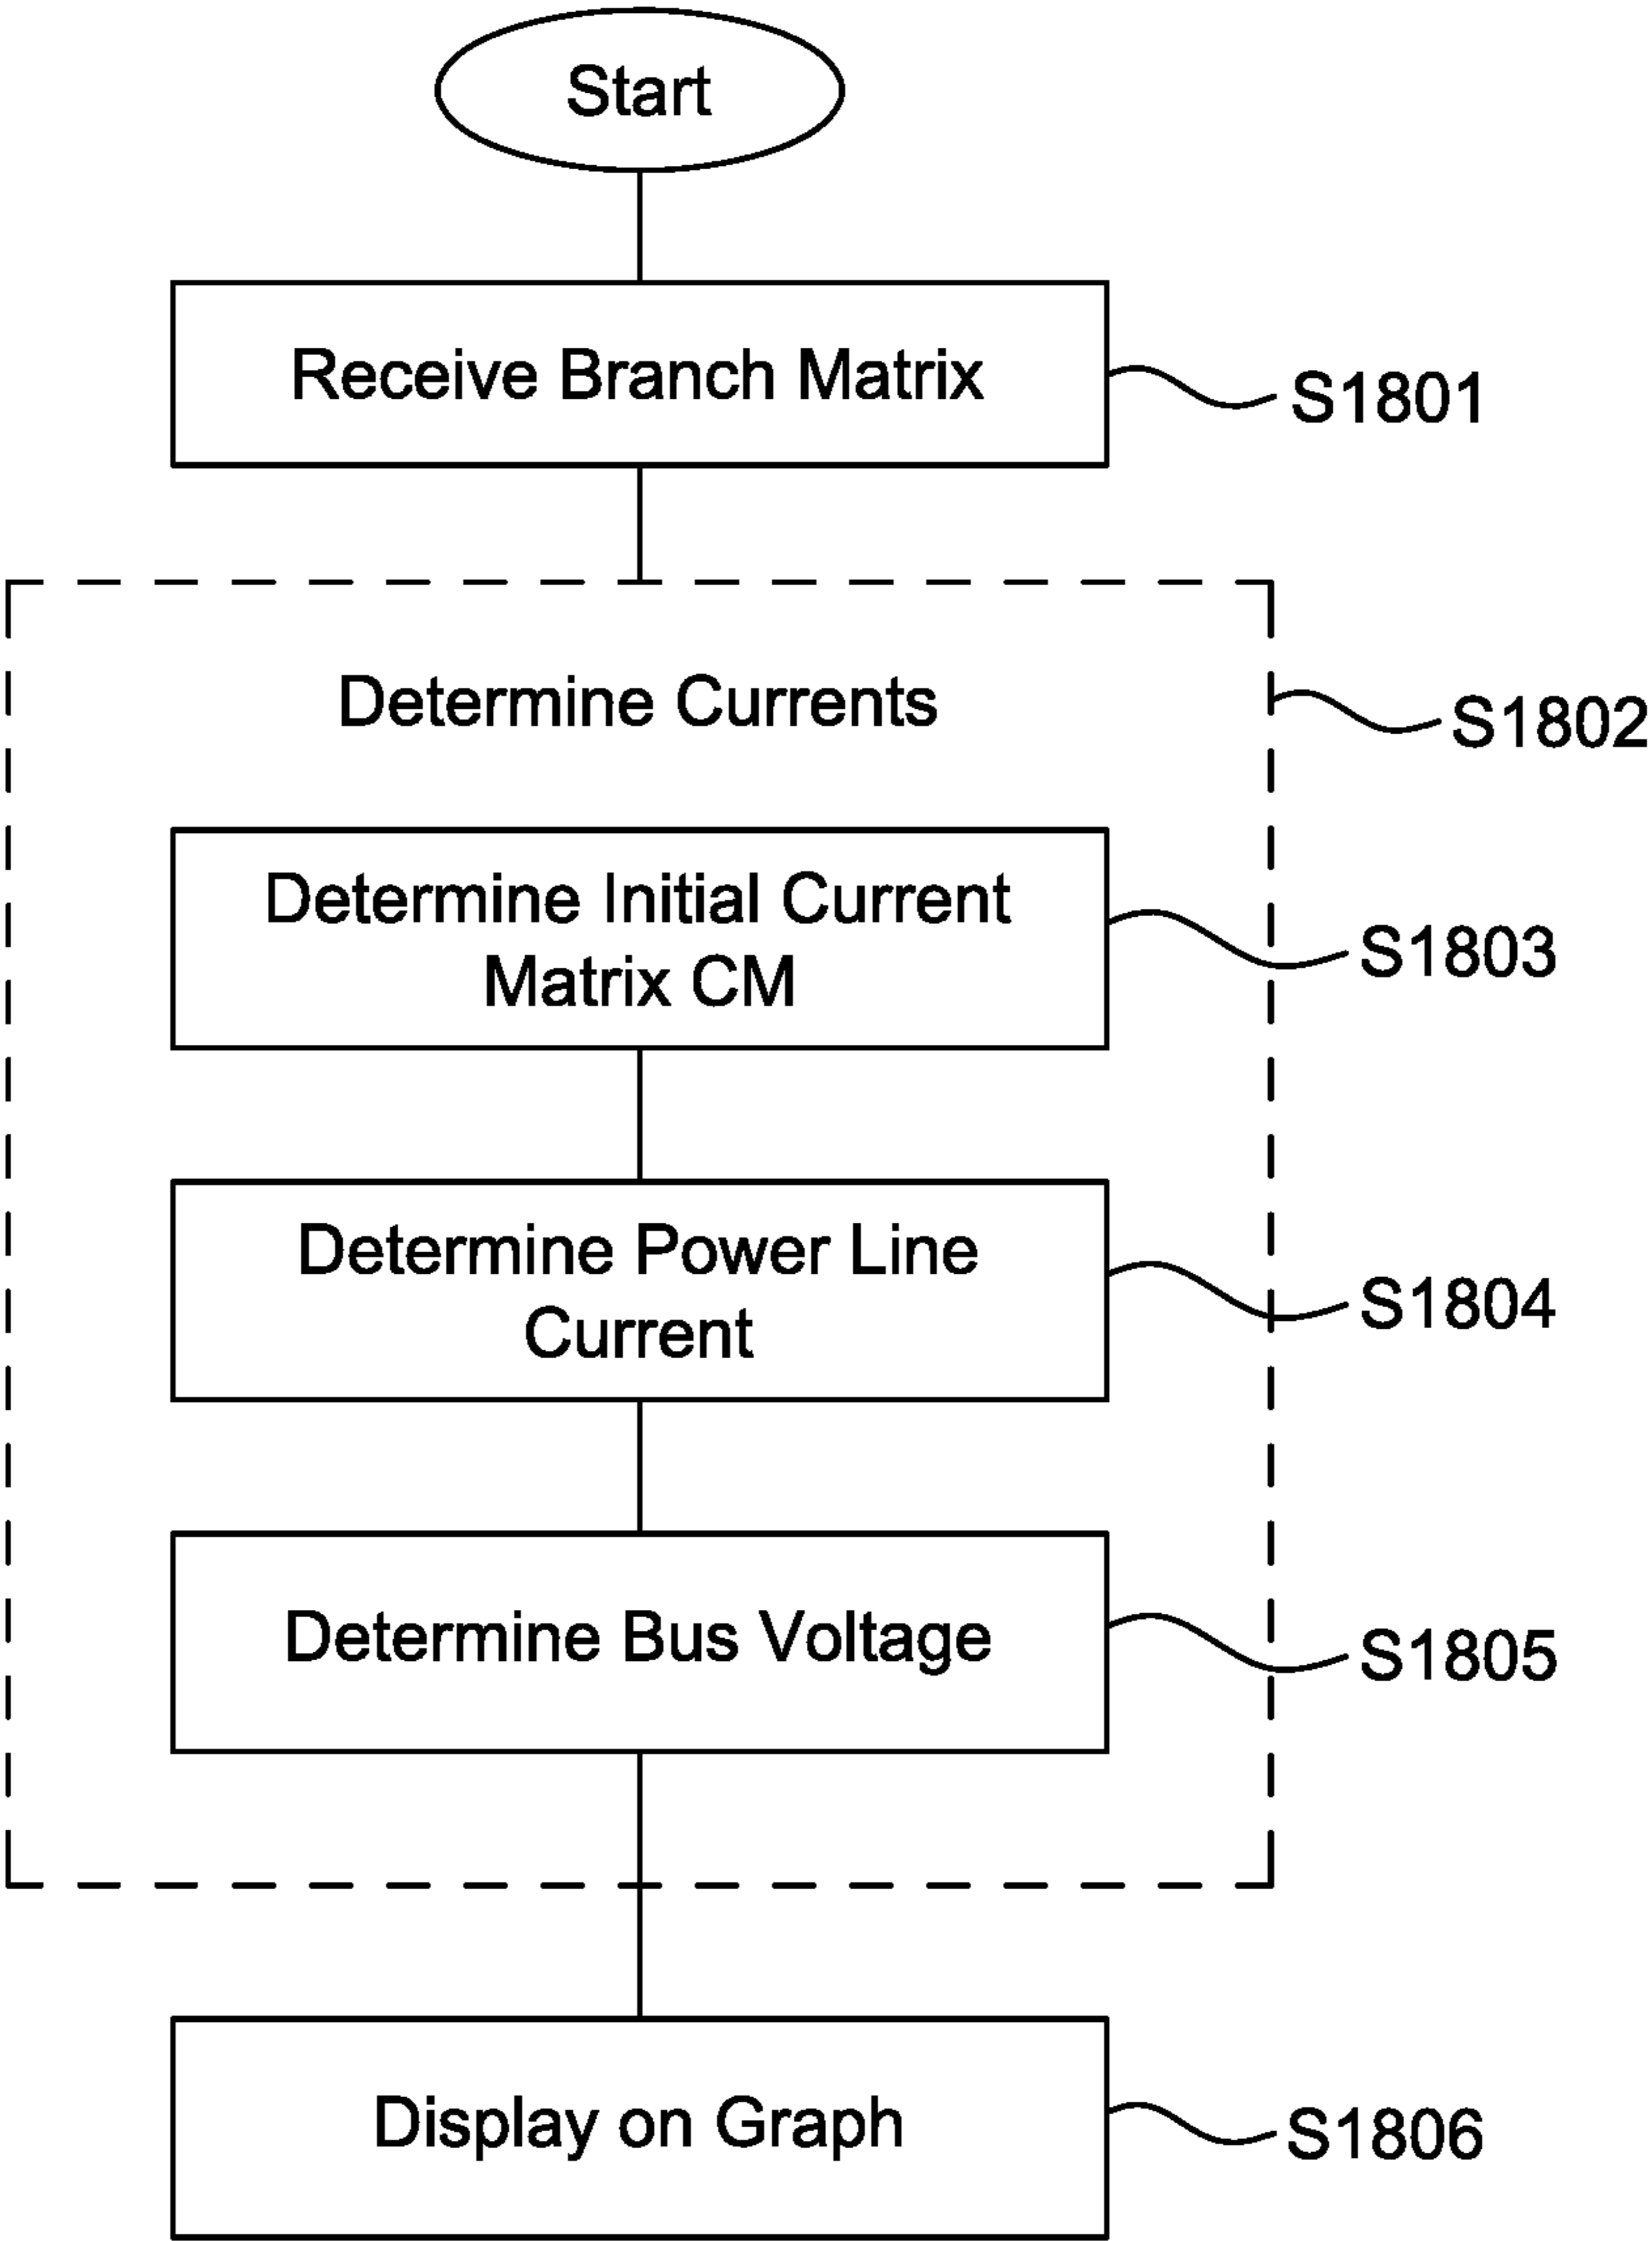 Start
Receive Branch Matrix
S1801
Determine Currents
S1802
Determine Initial Current
Matrix CM
S1803
Determine Power Line
Current
S1804
Determine Bus Voltage
S1805
Display on Graph
S1806